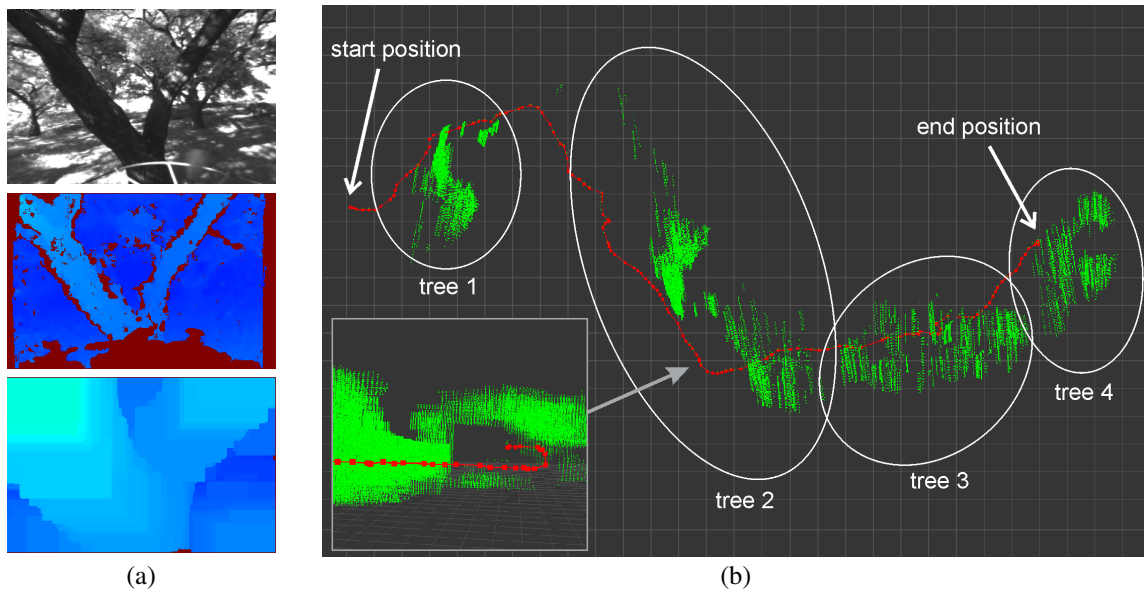 start position
tree 1
end position
tree 4
tree 3
tree 2
(a)
(b)